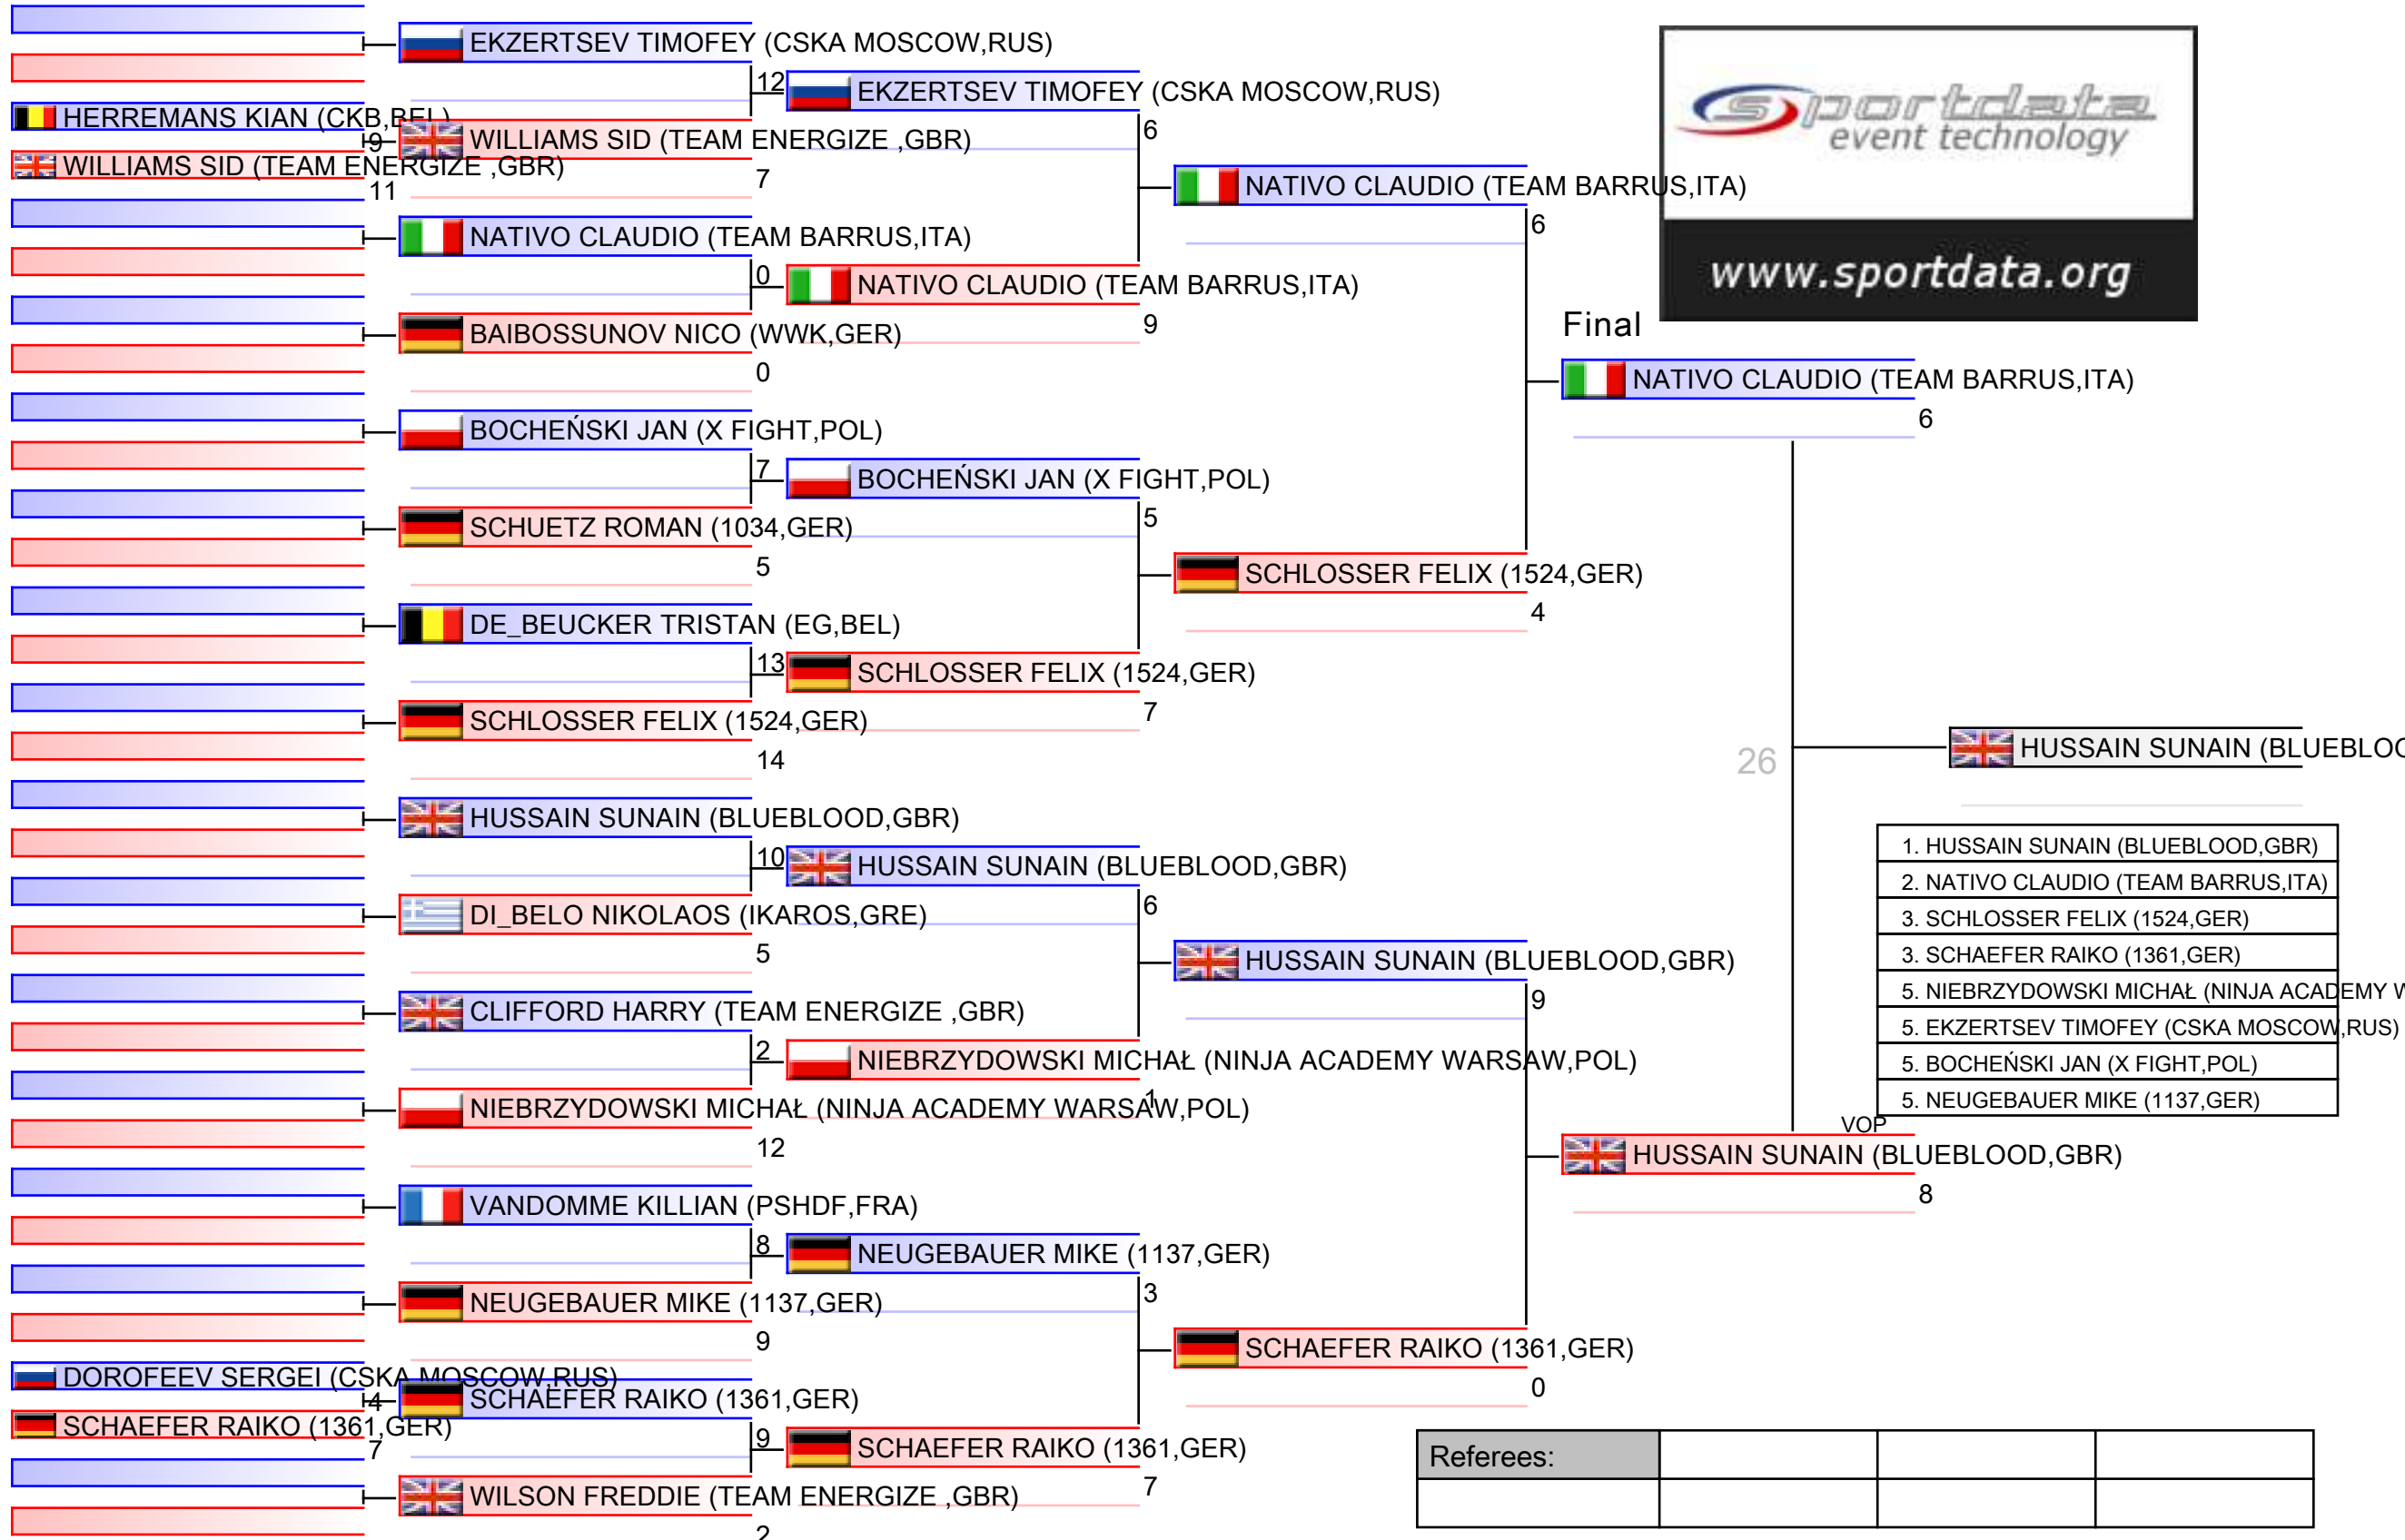 HERREMANS KIAN (CKB,BEL)
9
WILLIAMS SID (TEAM ENERGIZE ,GBR)
11
DOROFEEV SERGEI (CSKA MOSCOW,RUS)
4
SCHAEFER RAIKO (1361,GER)
7
EKZERTSEV TIMOFEY (CSKA MOSCOW,RUS)
12
WILLIAMS SID (TEAM ENERGIZE ,GBR)
7
NATIVO CLAUDIO (TEAM BARRUS,ITA)
0
BAIBOSSUNOV NICO (WWK,GER)
0
BOCHEŃSKI JAN (X FIGHT,POL)
7
SCHUETZ ROMAN (1034,GER)
5
DE_BEUCKER TRISTAN (EG,BEL)
13
SCHLOSSER FELIX (1524,GER)
14
HUSSAIN SUNAIN (BLUEBLOOD,GBR)
10
DI_BELO NIKOLAOS (IKAROS,GRE)
5
CLIFFORD HARRY (TEAM ENERGIZE ,GBR)
2
NIEBRZYDOWSKI MICHAŁ (NINJA ACADEMY WARSAW,POL)
12
VANDOMME KILLIAN (PSHDF,FRA)
8
NEUGEBAUER MIKE (1137,GER)
9
SCHAEFER RAIKO (1361,GER)
9
WILSON FREDDIE (TEAM ENERGIZE ,GBR)
2
EKZERTSEV TIMOFEY (CSKA MOSCOW,RUS)
6
NATIVO CLAUDIO (TEAM BARRUS,ITA)
9
BOCHEŃSKI JAN (X FIGHT,POL)
5
SCHLOSSER FELIX (1524,GER)
7
HUSSAIN SUNAIN (BLUEBLOOD,GBR)
6
NIEBRZYDOWSKI MICHAŁ (NINJA ACADEMY WARSAW,POL)
1
NEUGEBAUER MIKE (1137,GER)
3
SCHAEFER RAIKO (1361,GER)
7
NATIVO CLAUDIO (TEAM BARRUS,ITA)
6
SCHLOSSER FELIX (1524,GER)
4
HUSSAIN SUNAIN (BLUEBLOOD,GBR)
9
SCHAEFER RAIKO (1361,GER)
0
sportdata
event technology
www.sportdata.org
Final
NATIVO CLAUDIO (TEAM BARRUS,ITA)
6
26
VOP
HUSSAIN SUNAIN (BLUEBLOOD,GBR)
8
HUSSAIN SUNAIN (BLUEBLOO
1. HUSSAIN SUNAIN (BLUEBLOOD,GBR)
2. NATIVO CLAUDIO (TEAM BARRUS,ITA)
3. SCHLOSSER FELIX (1524,GER)
3. SCHAEFER RAIKO (1361,GER)
5. NIEBRZYDOWSKI MICHAŁ (NINJA ACADEMY W
5. EKZERTSEV TIMOFEY (CSKA MOSCOW,RUS)
5. BOCHEŃSKI JAN (X FIGHT,POL)
5. NEUGEBAUER MIKE (1137,GER)
Referees: